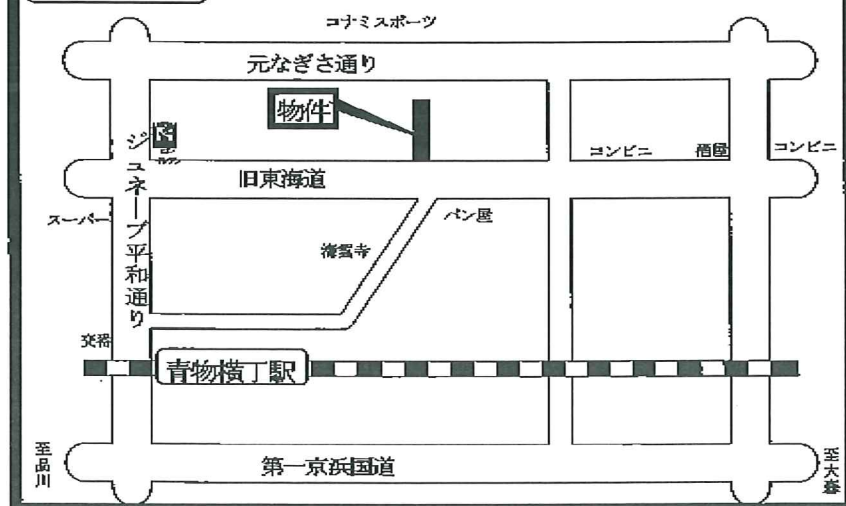 コナミスポーツ
元なぎさ通り
物件
ジュネーブ平和通り
コンビニ
酒屋
コンビニ
旧東海道
スーパー
パン屋
交番
青物横丁駅
至品川
第一京浜国道
至大森